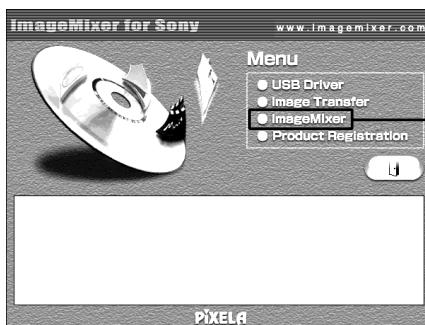 ImageMixer for Sony
www.imagemixer.com
Menu
USB Driver
Image Transfer
ImageMixer
Product Registration
PIXELA